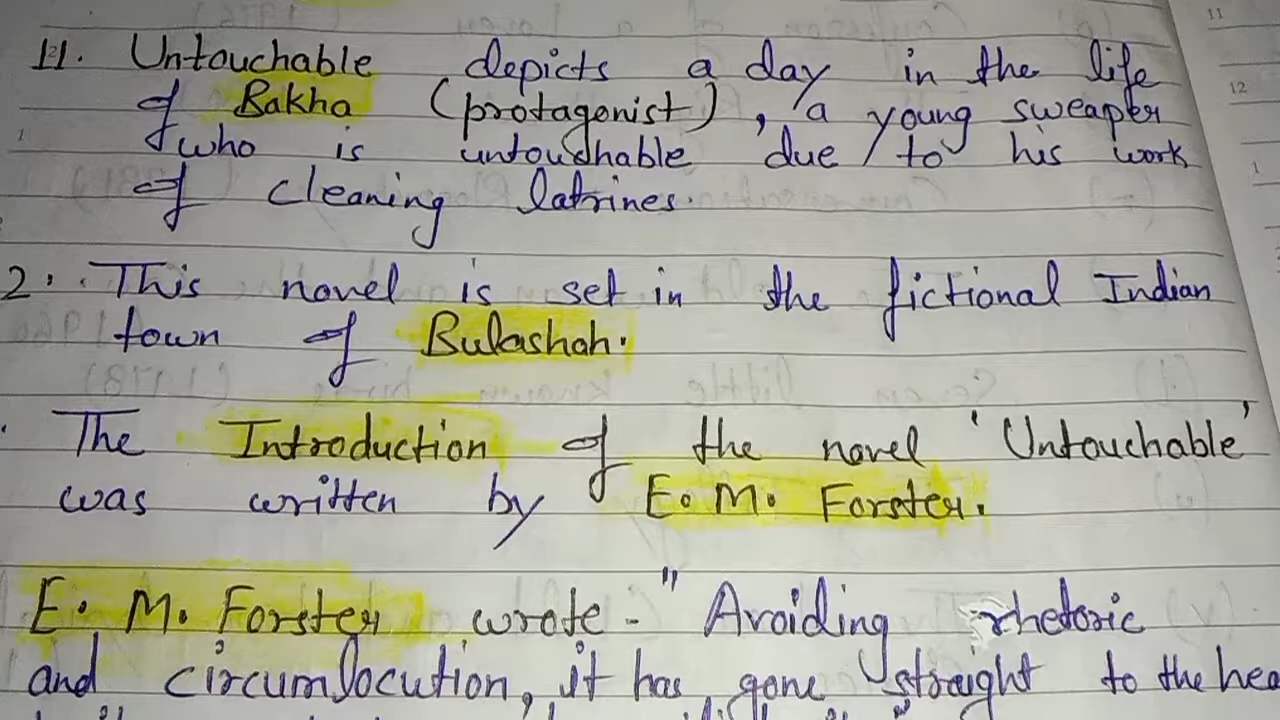 11. Untouchable depicts a day in the life
of Bakha (protagonist), a young sweaper
who is untouchable due to his work
of cleaning latrines.
2. This novel is set in the fictional Indian
town of Bulashah.
The Introduction of the novel 'Untouchable'
was written by E. M. Forster.
E. M. Forster wrote - "Avoiding rhetoric
and circumlocution, it has gone straight to the hea
11
12
1